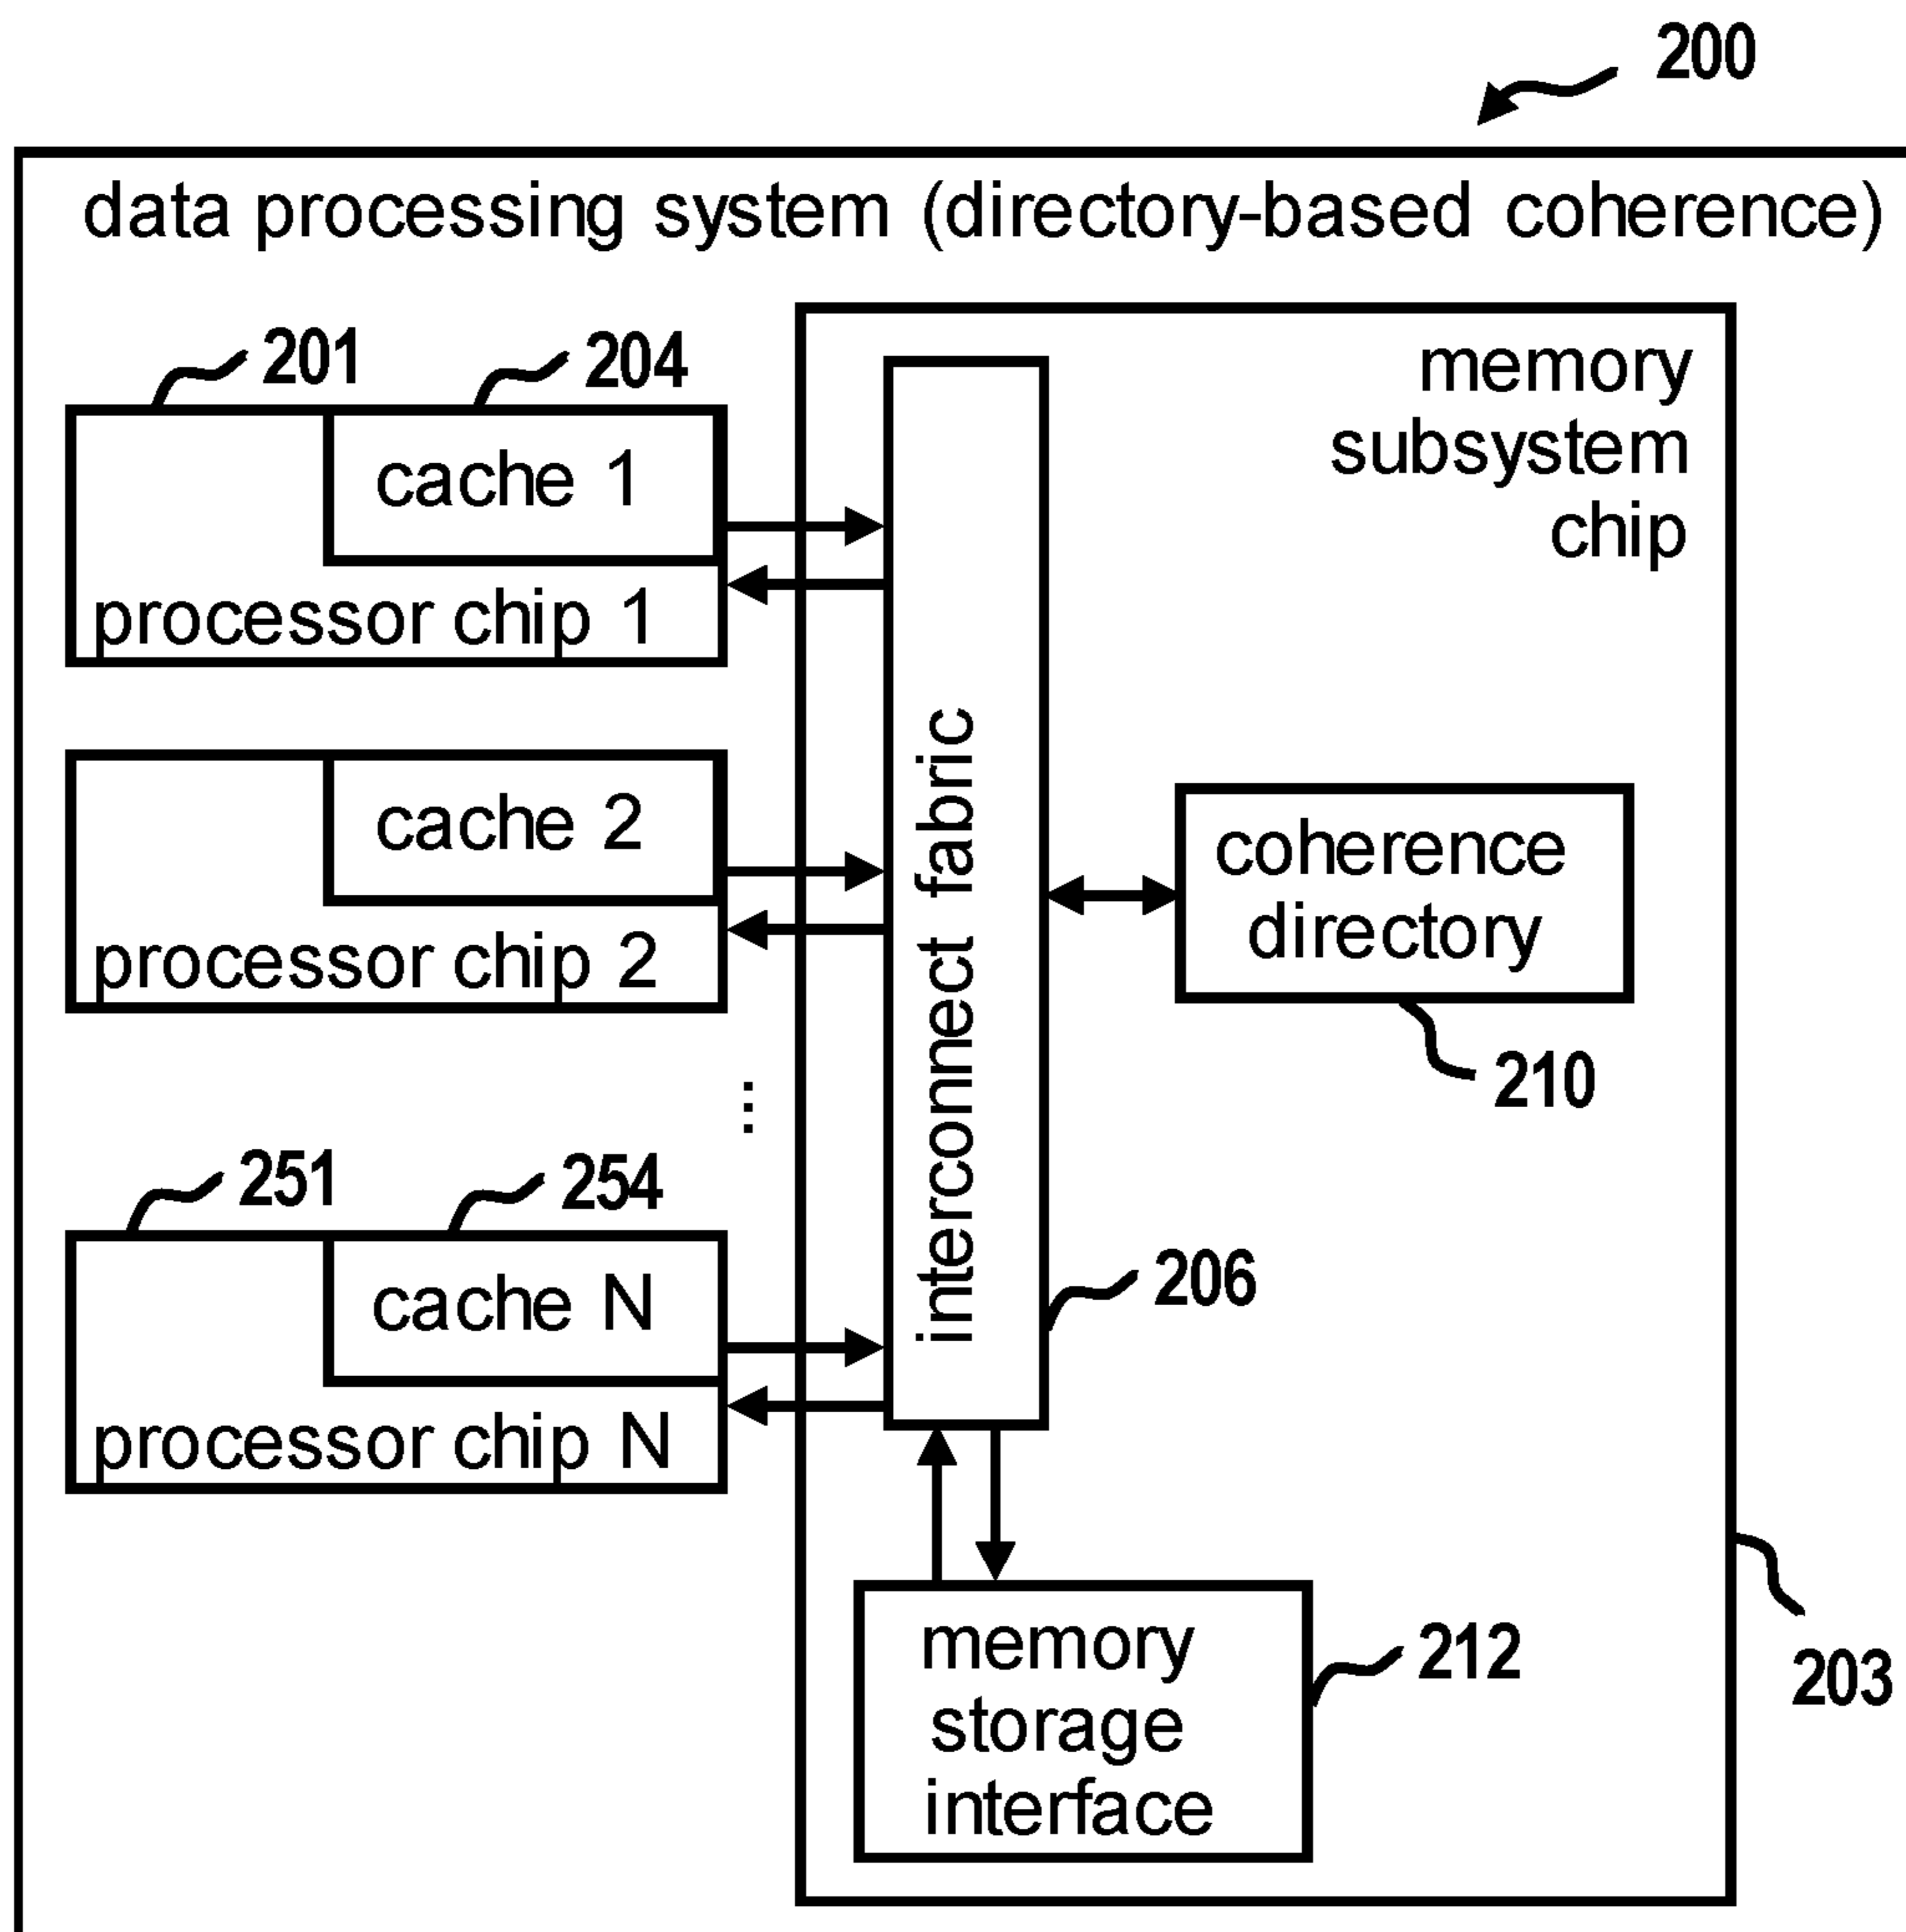 200
data processing system (directory-based coherence)
201
204
memory
subsystem
chip
cache 1
processor chip 1
cache 2
processor chip 2
interconnect fabric
coherence
directory
210
...
251
254
cache N
processor chip N
206
memory
storage
interface
212
203